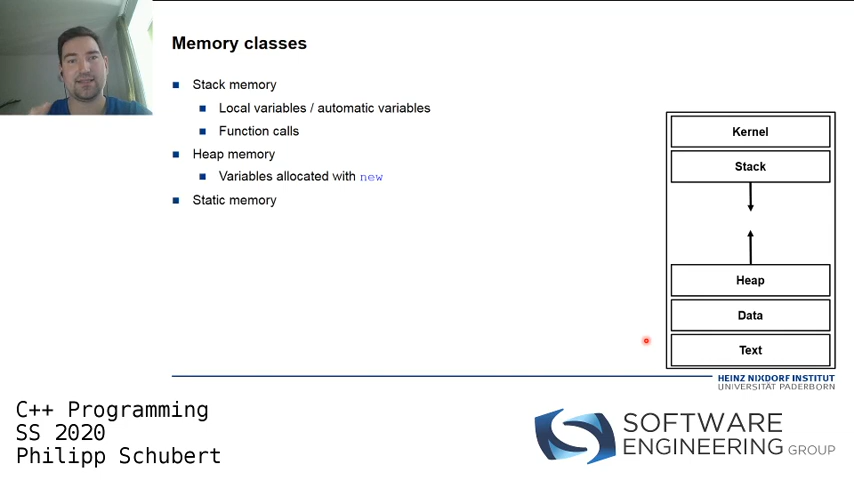 Memory classes
Stack memory
Local variables / automatic variables
Function calls
Heap memory
Variables allocated with new
Static memory
Kernel
Stack
Heap
Data
Text
HEINZ NIXDORF INSTITUT
UNIVERSITÄT PADERBORN
C++ Programming
SS 2020
Philipp Schubert
SOFTWARE
ENGINEERING GROUP